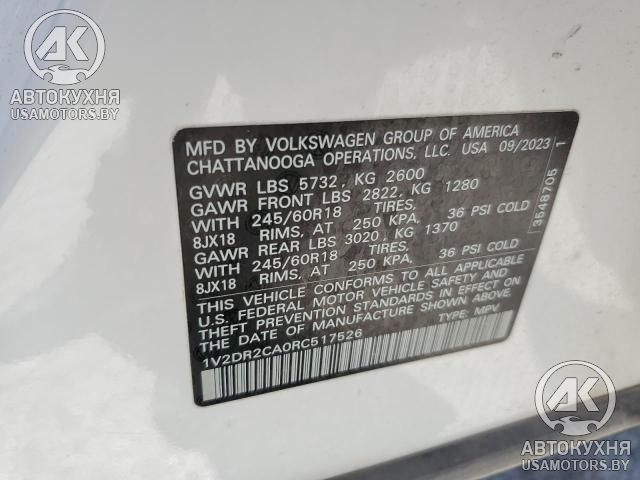 АВТОКУХНЯ
USAMOTORS.BY
АВТОКУХНЯ
USAMOTORS.BY
MFD BY VOLKSWAGEN GROUP OF AMERICA
CHATTANOOGA OPERATIONS, LLC. USA 09/2023
GVWR LBS 5732, KG 2600
GAWR FRONT LBS 2822, KG 1280
WITH 245/60R18 TIRES,
8JX18 RIMS, AT 250 KPA, 36 PSI COLD
GAWR REAR LBS 3020, KG 1370
WITH 245/60R18 TIRES,
8JX18 RIMS, AT 250 KPA, 36 PSI COLD
THIS VEHICLE CONFORMS TO ALL APPLICABLE
U.S. FEDERAL MOTOR VEHICLE SAFETY AND
THEFT PREVENTION STANDARDS IN EFFECT ON
THE DATE OF MANUFACTURE SHOWN ABOVE.
1V2DR2CA0RC517526 TYPE: MPV
3548705 1
АВТОКУХНЯ
USAMOTORS.BY